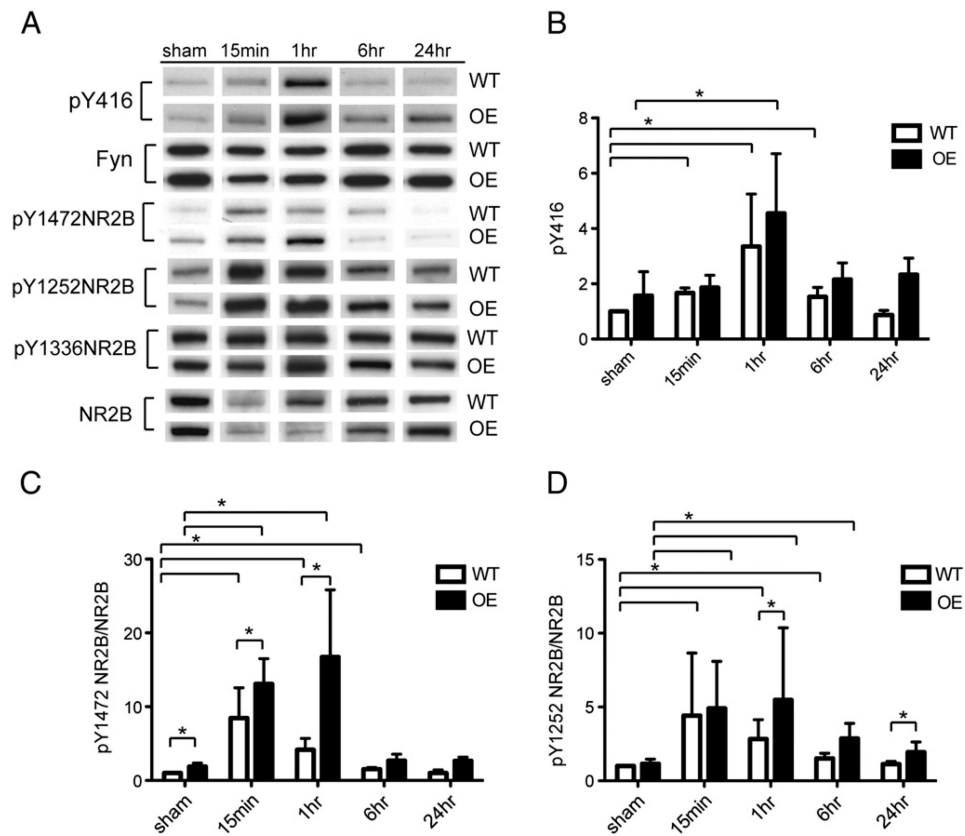 A
sham 15min 1hr 6hr 24hr
pY416 WT
OE
Fyn WT
OE
pY1472NR2B WT
OE
pY1252NR2B WT
OE
pY1336NR2B WT
OE
NR2B WT
OE
B
*
*
WT
OE
8
6
4
2
0
pY416
sham 15min 1hr 6hr 24hr
C
*
*
*
*
*
WT
OE
30
20
10
0
pY1472 NR2B/NR2B
sham 15min 1hr 6hr 24hr
D
*
*
*
*
WT
OE
15
10
5
0
pY1252 NR2B/NR2B
sham 15min 1hr 6hr 24hr